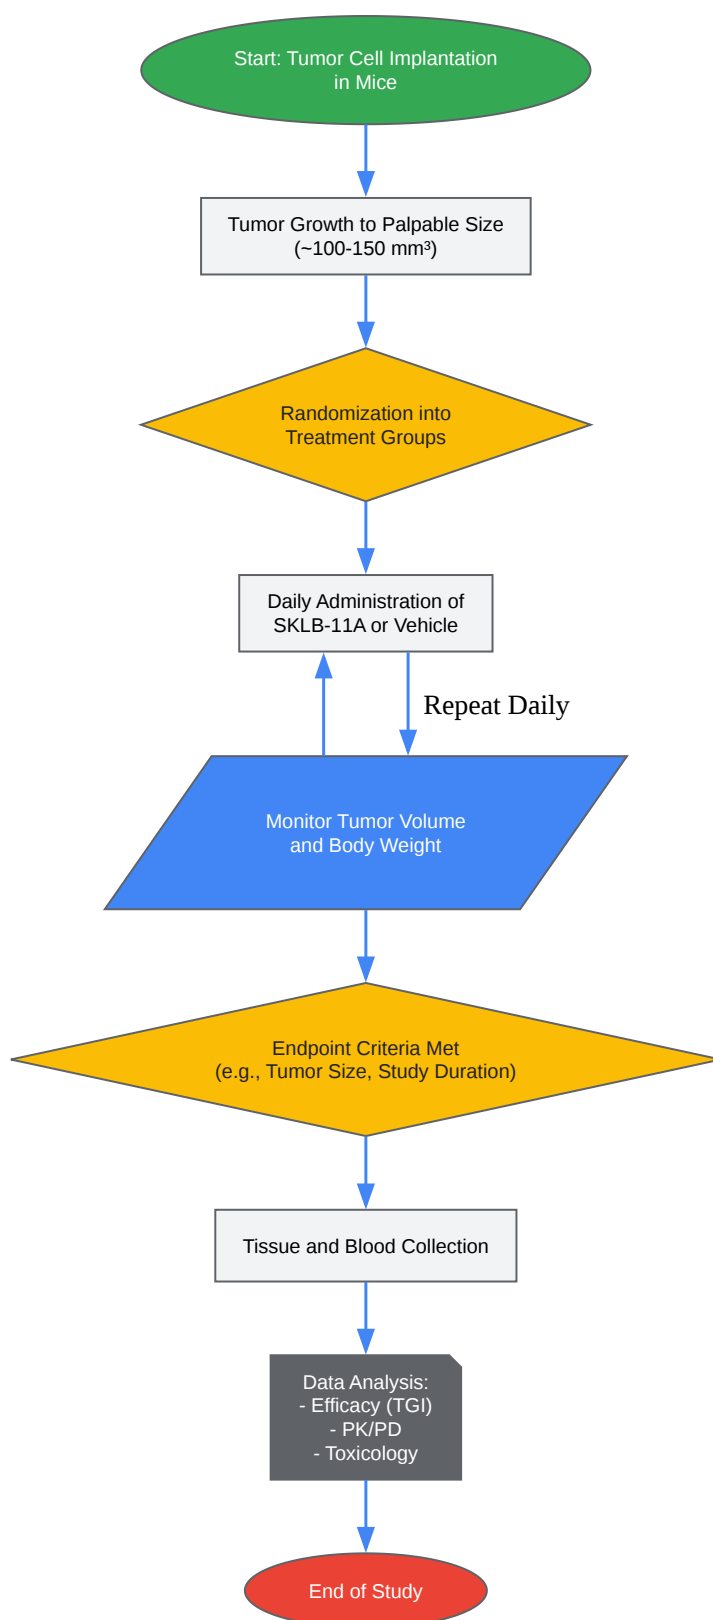 Start: Tumor Cell Implantation
in Mice
Tumor Growth to Palpable Size
(~100-150 mm³)
Randomization into
Treatment Groups
Daily Administration of
SKLB-11A or Vehicle
Repeat Daily
Monitor Tumor Volume
and Body Weight
Endpoint Criteria Met
(e.g., Tumor Size, Study Duration)
Tissue and Blood Collection
Data Analysis:
- Efficacy (TGI)
- PK/PD
- Toxicology
End of Study